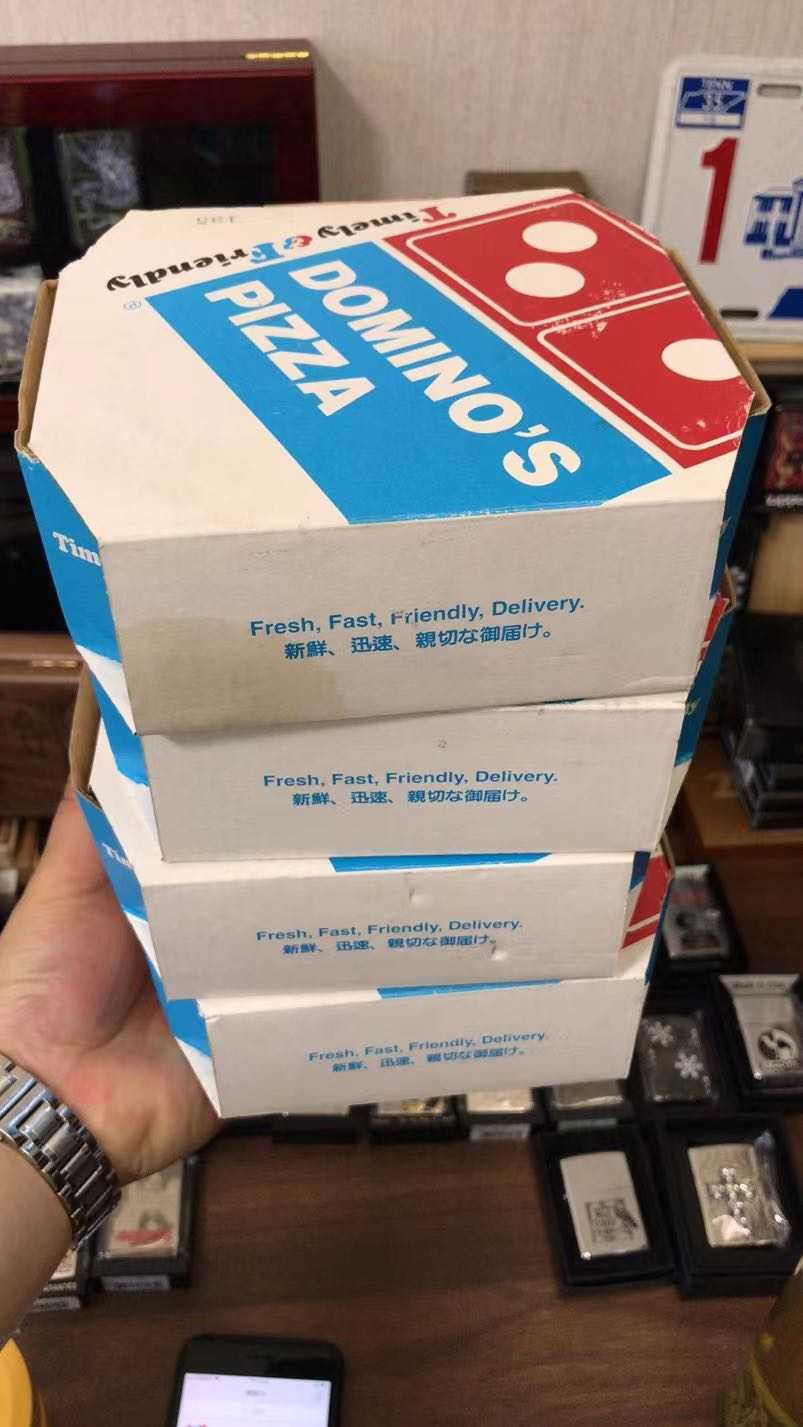 Timely & Friendly
DOMINO'S
PIZZA
®
Tim
Fresh, Fast, Friendly, Delivery.
新鮮、迅速、親切な御届け。
Fresh, Fast, Friendly, Delivery.
新鮮、迅速、親切な御届け。
Tim
Fresh, Fast, Friendly, Delivery.
新鮮、迅速、親切な御届け。
Fresh, Fast, Friendly, Delivery.
新鮮、迅速、親切な御届け。
1